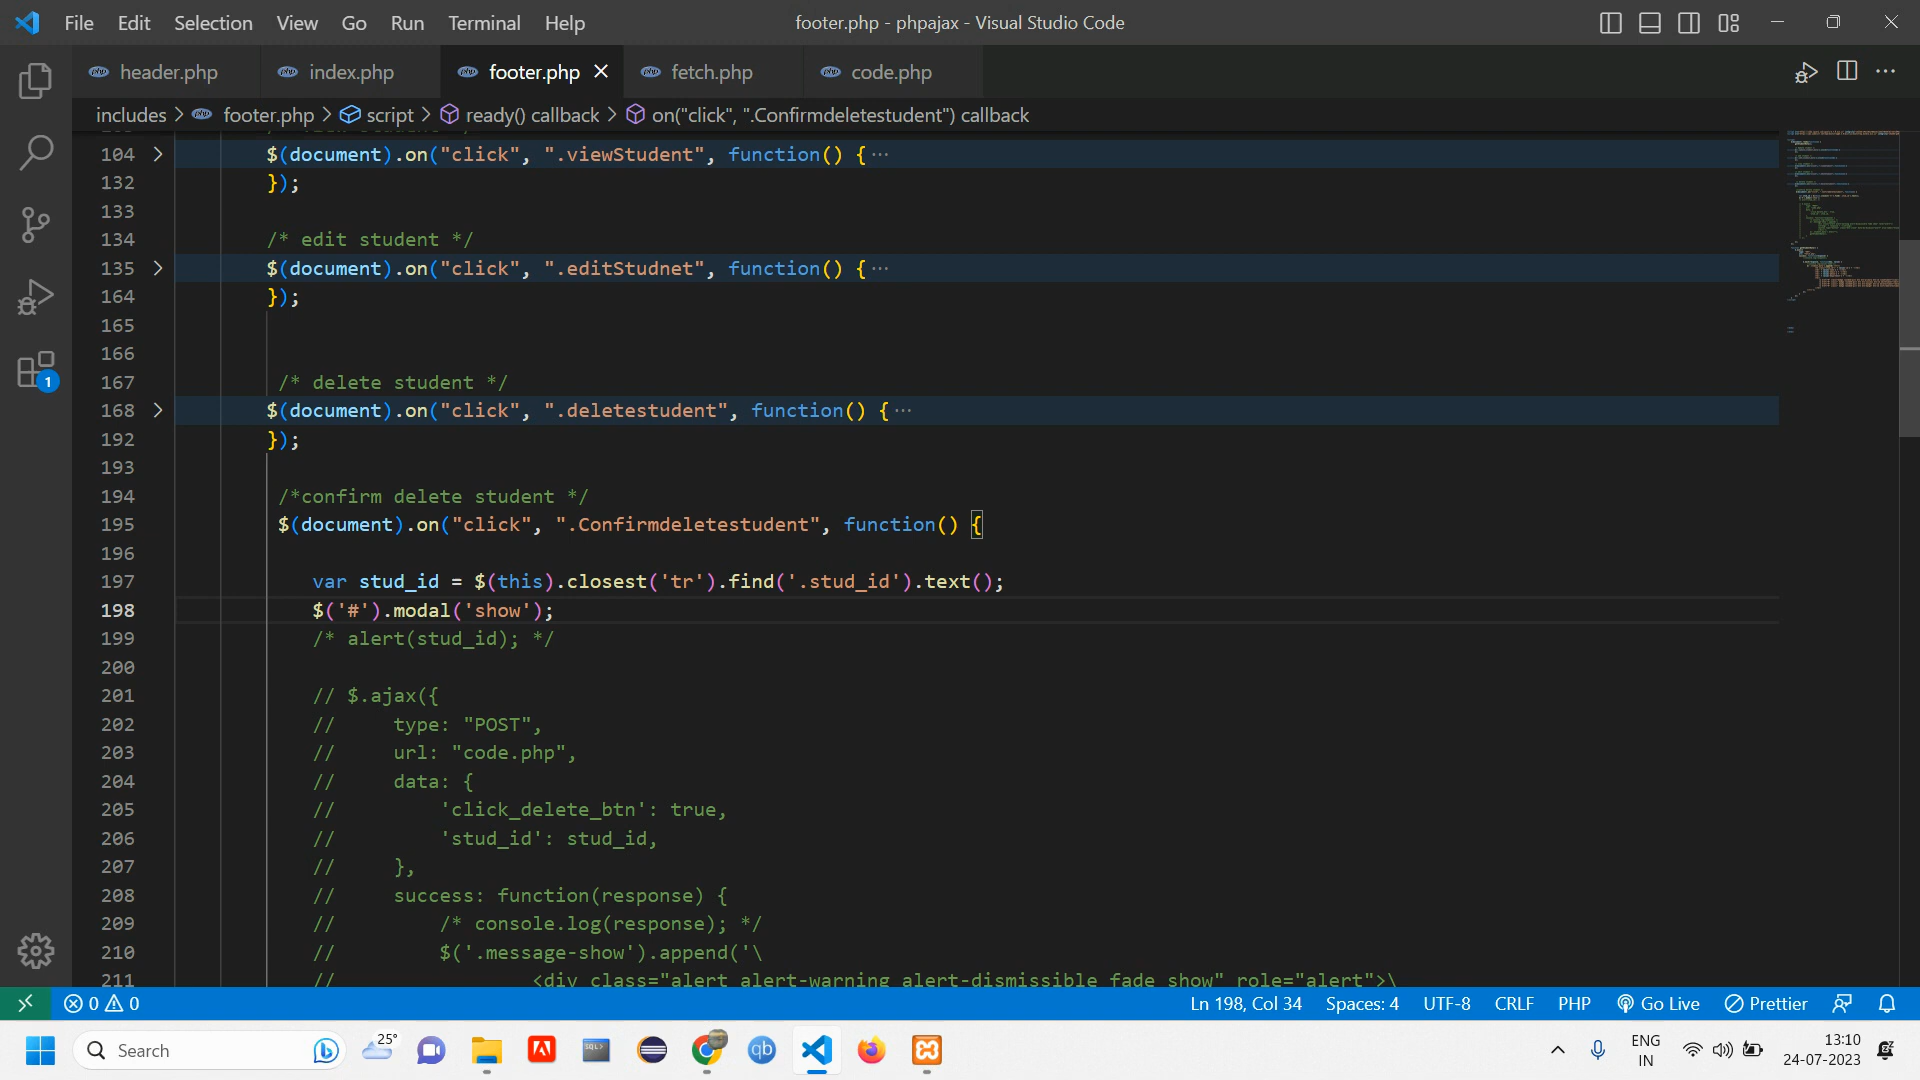 File Edit Selection View Go Run Terminal Help footer.php - phpajax - Visual Studio Code
header.php index.php footer.php fetch.php code.php
includes > footer.php > script > ready() callback > on("click", ".Confirmdeletestudent") callback
104 $(document).on("click", ".viewStudent", function() {···
132 });
133
134 /* edit student */
135 $(document).on("click", ".editStudnet", function() {···
164 });
165
166
167 /* delete student */
168 $(document).on("click", ".deletestudent", function() {···
192 });
193
194 /*confirm delete student */
195 $(document).on("click", ".Confirmdeletestudent", function() {
196
197 var stud_id = $(this).closest('tr').find('.stud_id').text();
198 $('#').modal('show');
199 /* alert(stud_id); */
200
201 // $.ajax({
202 // type: "POST",
203 // url: "code.php",
204 // data: {
205 // 'click_delete_btn': true,
206 // 'stud_id': stud_id,
207 // },
208 // success: function(response) {
209 // /* console.log(response); */
210 // $('.message-show').append('\
211 // <div class="alert alert-warning alert-dismissible fade show" role="alert">\
1
0 0 Ln 198, Col 34 Spaces: 4 UTF-8 CRLF PHP Go Live Prettier
Search 25° SQL> qb ENG 13:10
IN 24-07-2023